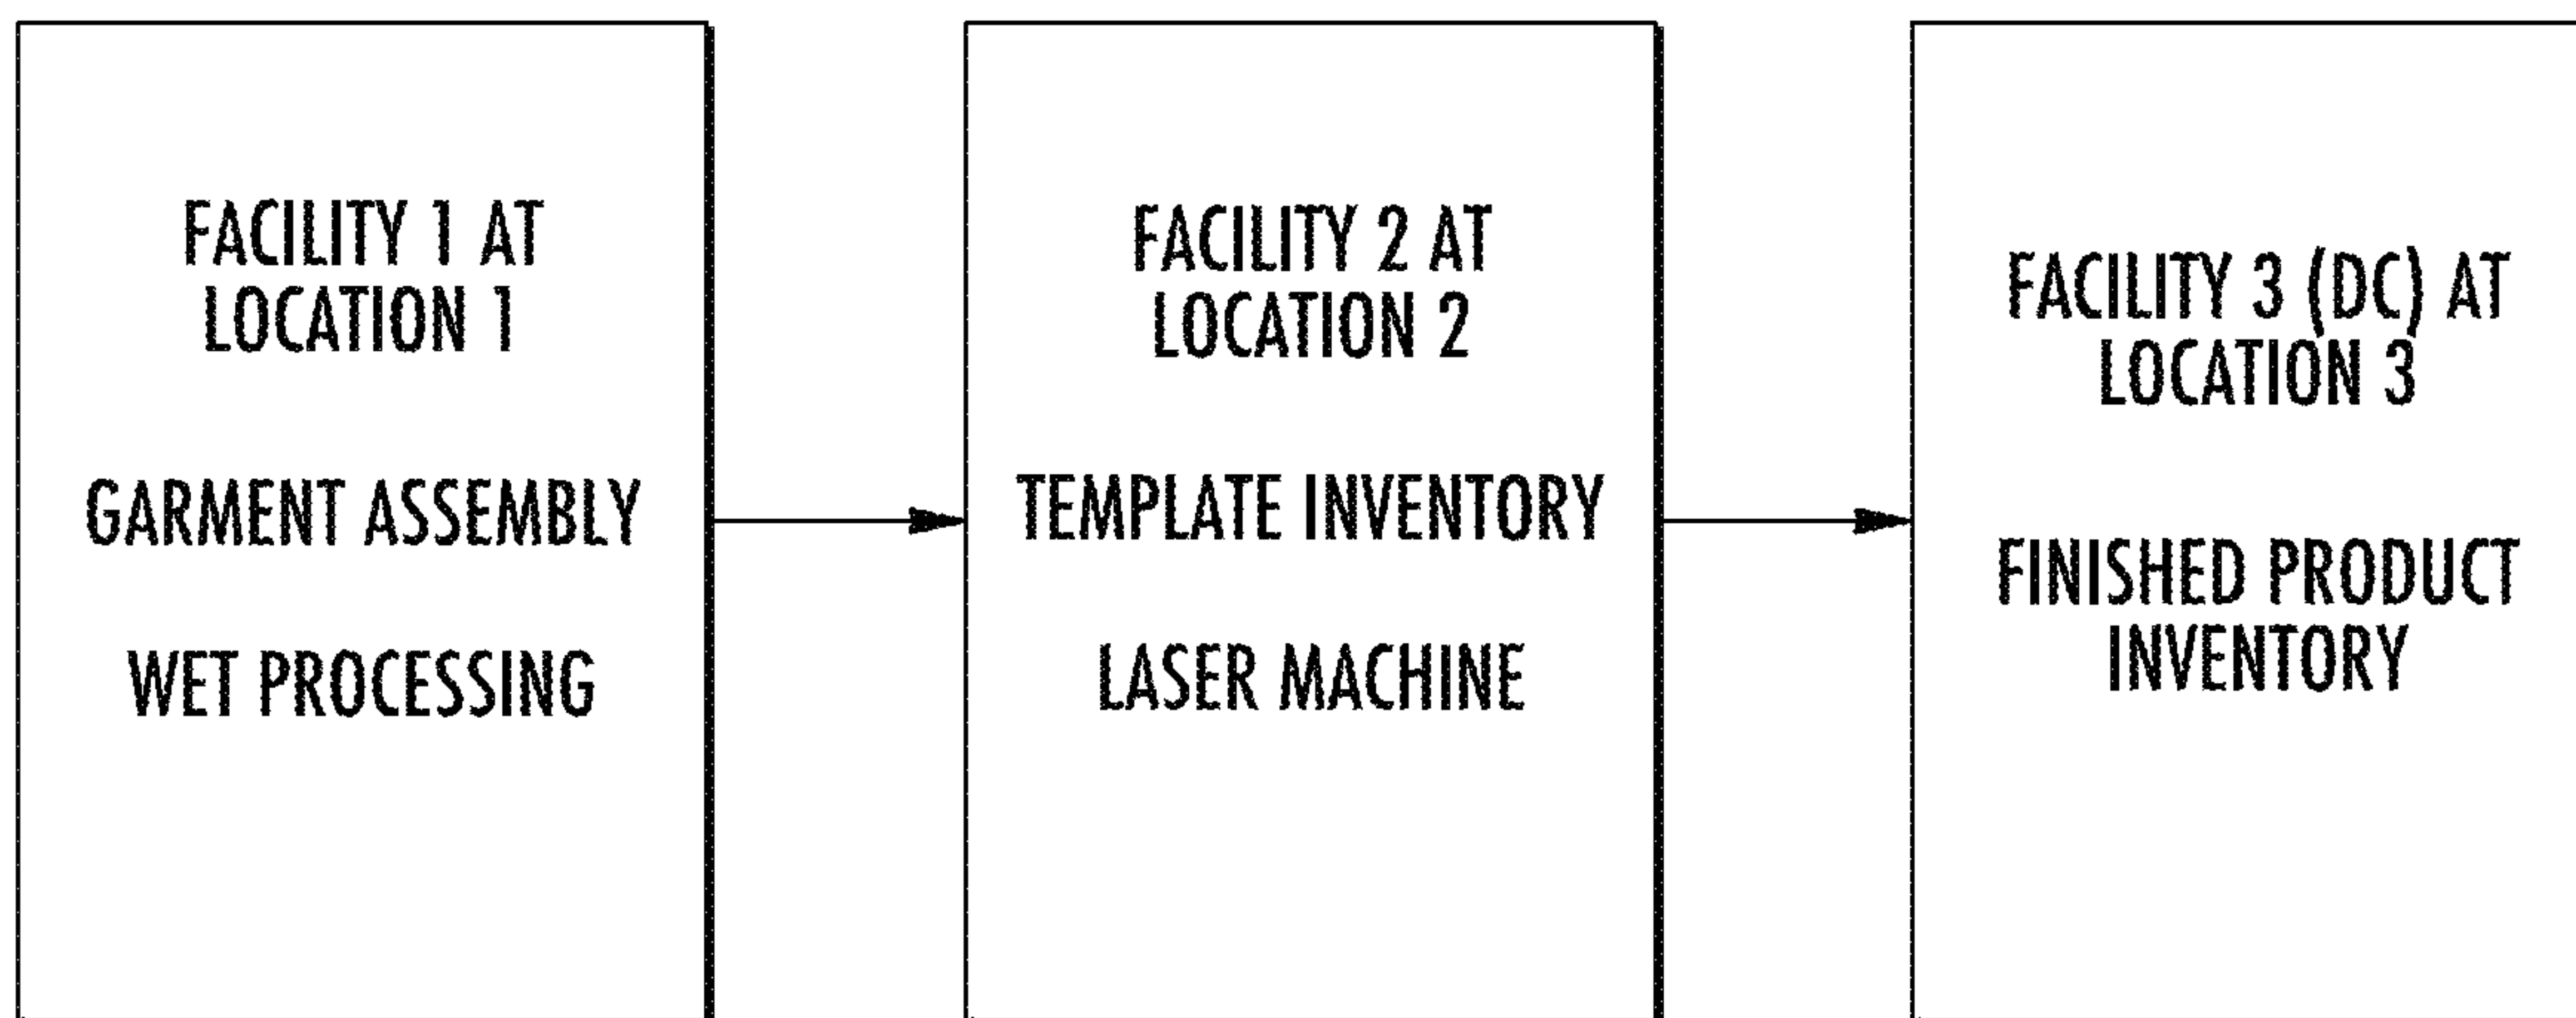 FACILITY 1 AT
LOCATION 1
GARMENT ASSEMBLY
WET PROCESSING
FACILITY 2 AT
LOCATION 2
TEMPLATE INVENTORY
LASER MACHINE
FACILITY 3 (DC) AT
LOCATION 3
FINISHED PRODUCT
INVENTORY